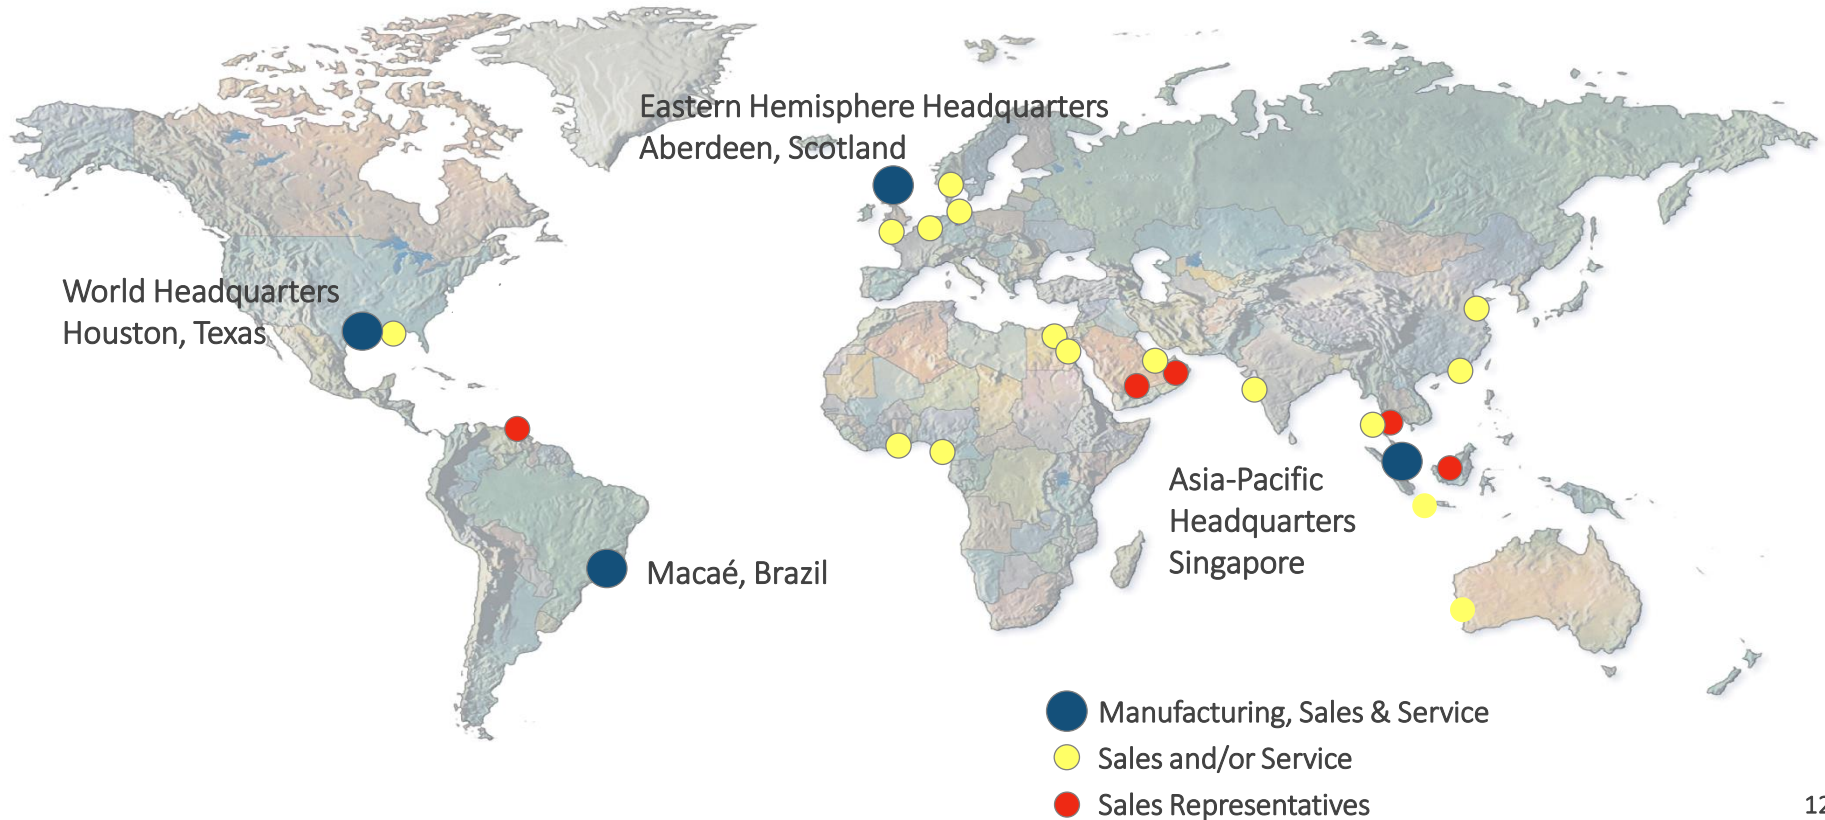 Eastern Hemisphere Headquarters
Aberdeen, Scotland
World Headquarters
Houston, Texas
Asia-Pacific
Headquarters
Singapore
Macaé, Brazil
Manufacturing, Sales & Service
Sales and/or Service
Sales Representatives
12